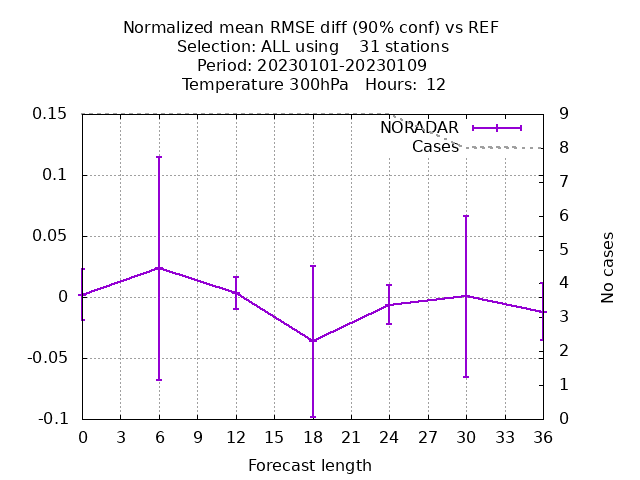 Normalized mean RMSE diff (90% conf) vs REF
Selection: ALL using    31 stations
Period: 20230101-20230109
Temperature 300hPa   Hours:  12
0.15
0.1
0.05
0
-0.05
-0.1
NORADAR
Cases
9
8
7
6
5
4
3
2
1
0
No cases
0 3 6 9 12 15 18 21 24 27 30 33 36
Forecast length